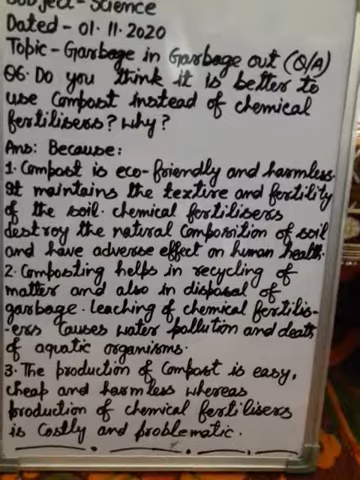 Subject - Science
Dated - 01.11.2020
Topic - Garbage in Garbage out (Q/A)
Q6. Do you think it is better to
use Compost instead of chemical
fertilisers? Why?
Ans: Because:
1. Compost is eco-friendly and harmless.
It maintains the textire and fertility
of the soil. chemical fertilisers
destroy the natural Composition of soil
and have adverse effect on human health.
2. Composting helps in recycling of
matter and also in disposal of
garbage. leaching of chemical fertilis-
-ers Causes water pollution and death
of aquatic organisms.
3. The production of Compost is easy,
cheap and harmless whereas
production of chemical fertilisers
is Costly and problematic.